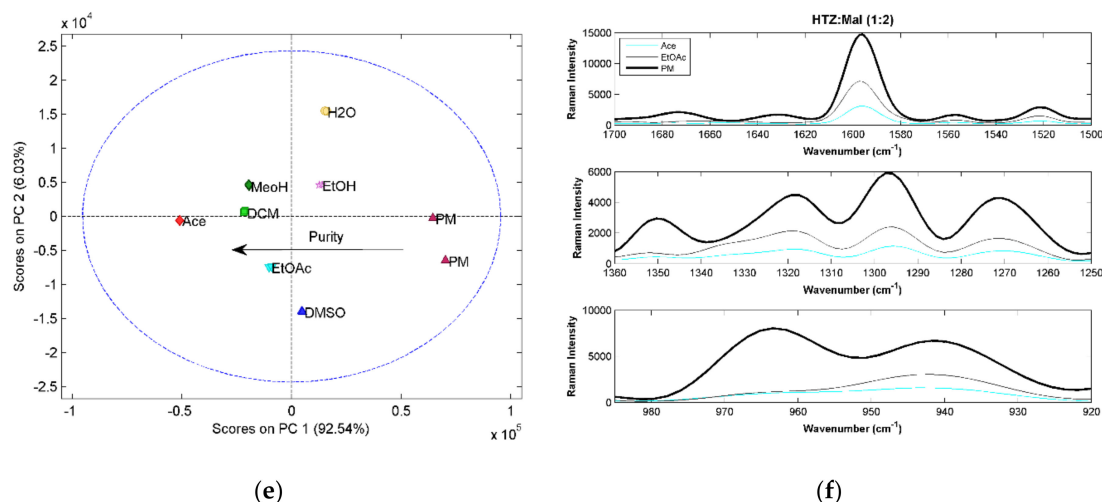 x 10⁴
2.5
2
1.5
1
0.5
0
-0.5
-1
-1.5
-2
-2.5
Scores on PC 2 (6.03%)
H2O
MeoH
EtOH
DCM
Ace
PM
Purity
PM
EtOAc
DMSO
-1
-0.5
0
0.5
1
Scores on PC 1 (92.54%)
x 10⁵
(e)
HTZ:Mal (1:2)
15000
10000
5000
0
Raman Intensity
Ace
EtOAc
PM
1700 1680 1660 1640 1620 1600 1580 1560 1540 1520 1500
Wavenumber (cm⁻¹)
6000
4000
2000
0
Raman Intensity
1360 1350 1340 1330 1320 1310 1300 1290 1280 1270 1260 1250
Wavenumber (cm⁻¹)
10000
5000
0
Raman Intensity
980 970 960 950 940 930 920
Wavenumber (cm⁻¹)
(f)